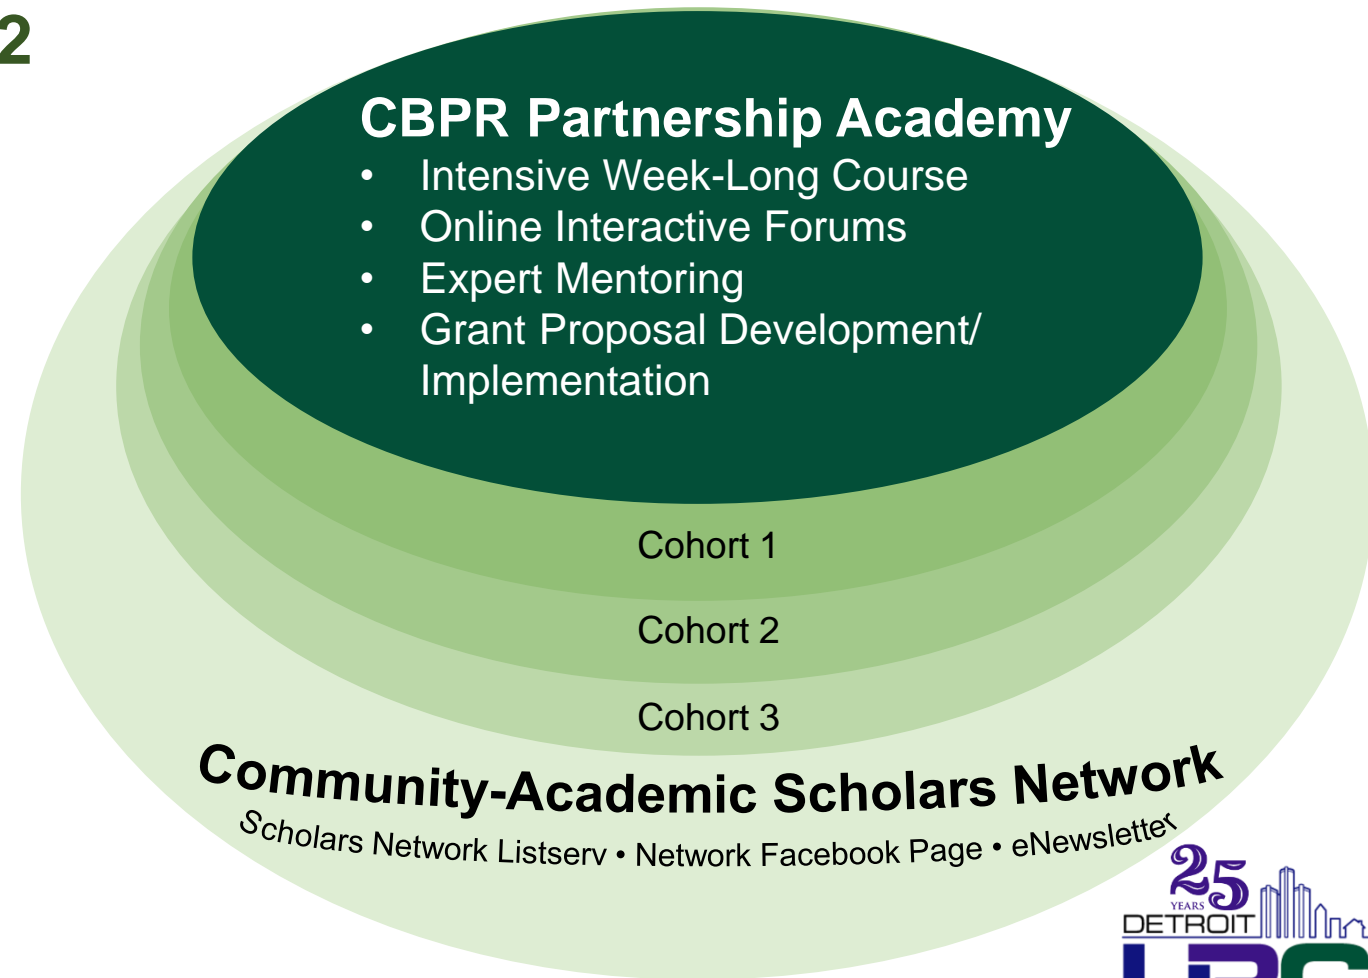 2
CBPR Partnership Academy
• Intensive Week-Long Course
• Online Interactive Forums
• Expert Mentoring
• Grant Proposal Development/
Implementation
Cohort 1
Cohort 2
Cohort 3
Community-Academic Scholars Network
Scholars Network Listserv • Network Facebook Page • eNewsletter
25
YEARS
DETROIT